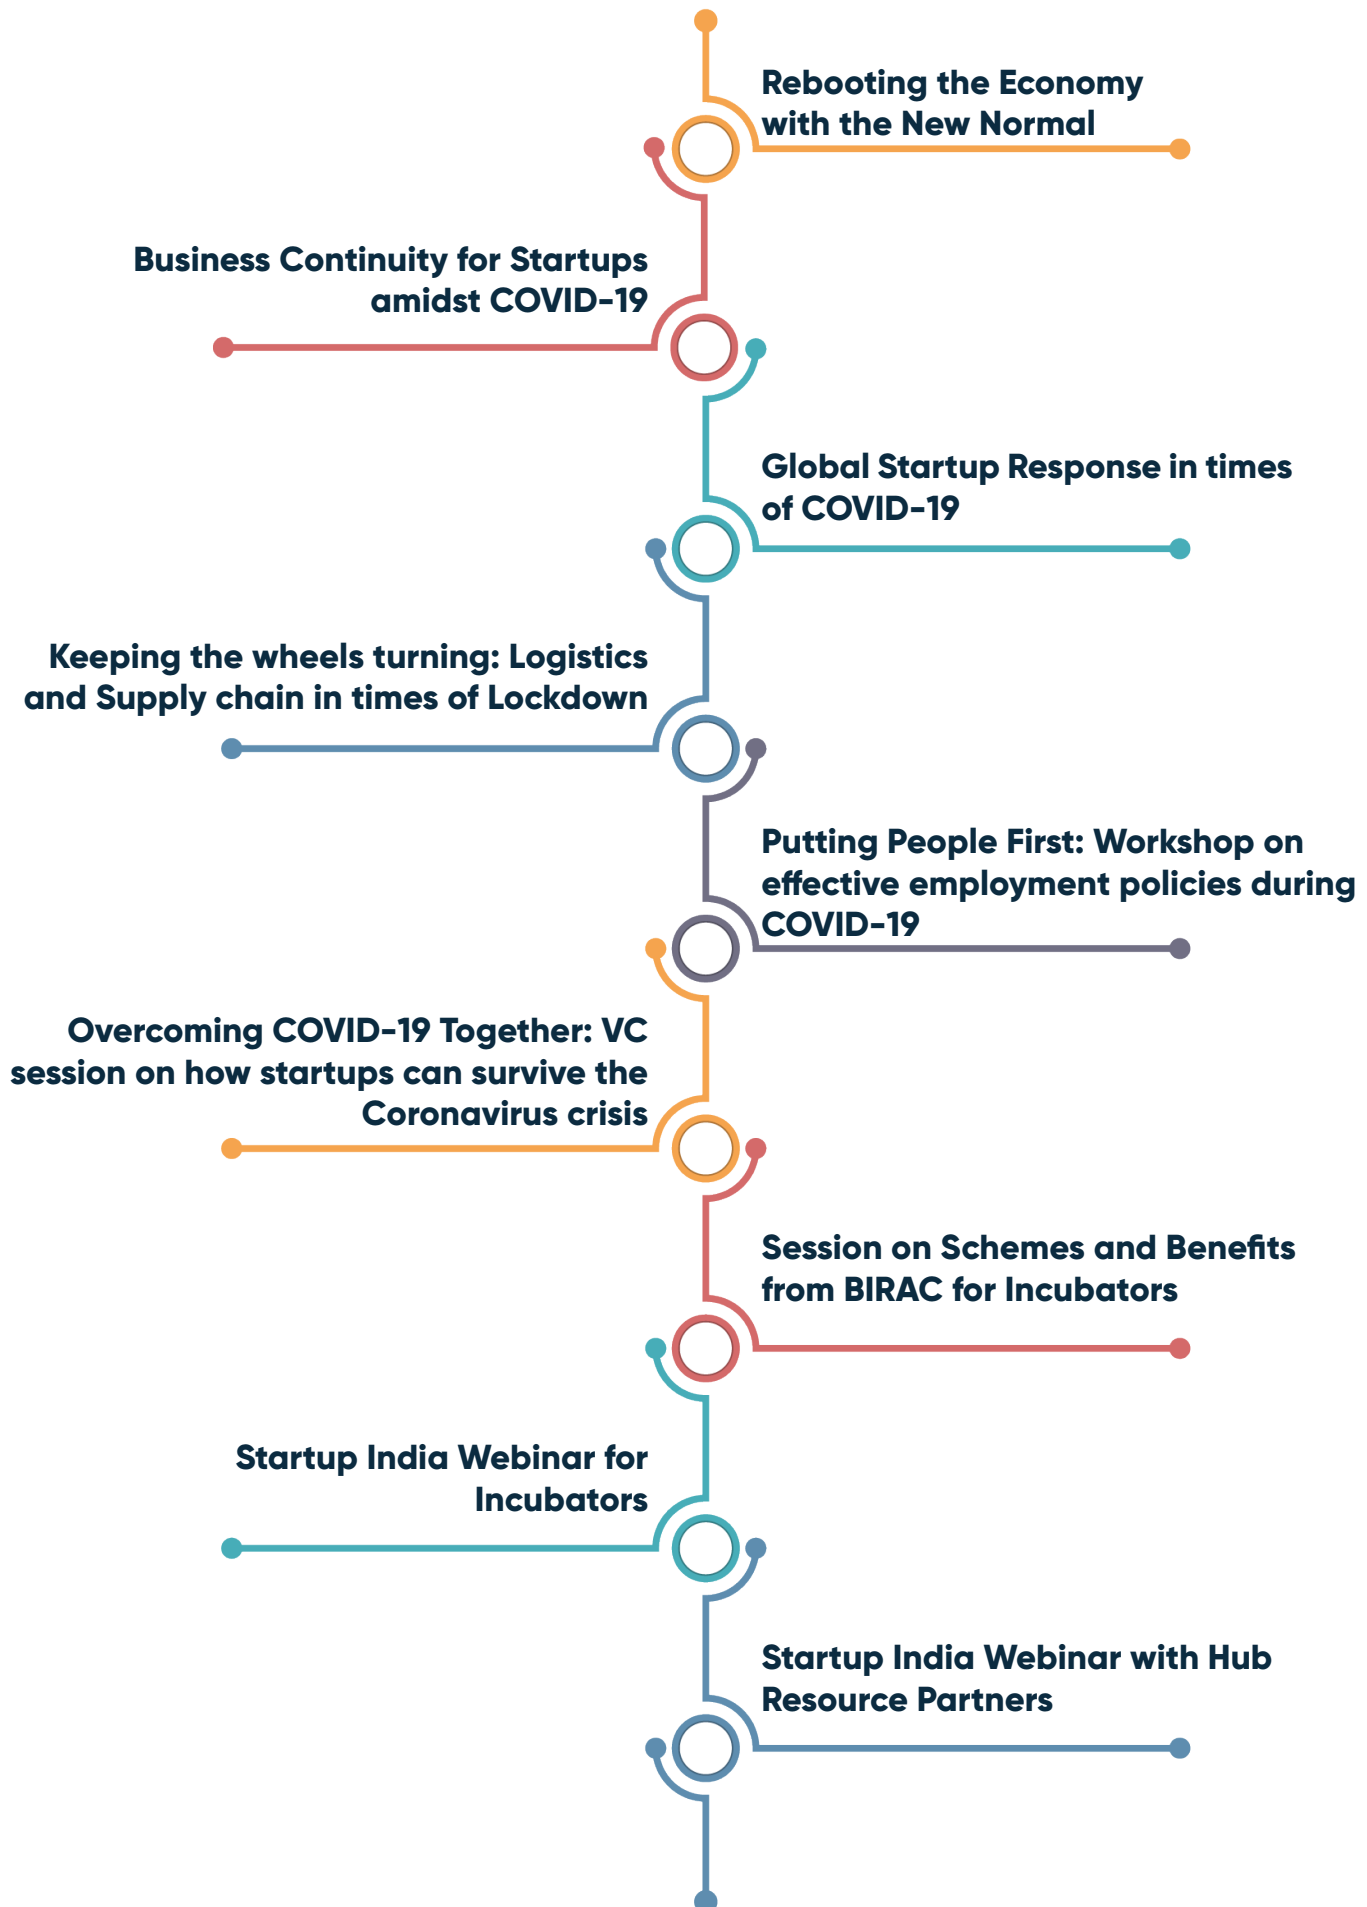 Rebooting the Economy
with the New Normal
Business Continuity for Startups
amidst COVID-19
Global Startup Response in times
of COVID-19
Keeping the wheels turning: Logistics
and Supply chain in times of Lockdown
Putting People First: Workshop on
effective employment policies during
COVID-19
Overcoming COVID-19 Together: VC
session on how startups can survive the
Coronavirus crisis
Session on Schemes and Benefits
from BIRAC for Incubators
Startup India Webinar for
Incubators
Startup India Webinar with Hub
Resource Partners